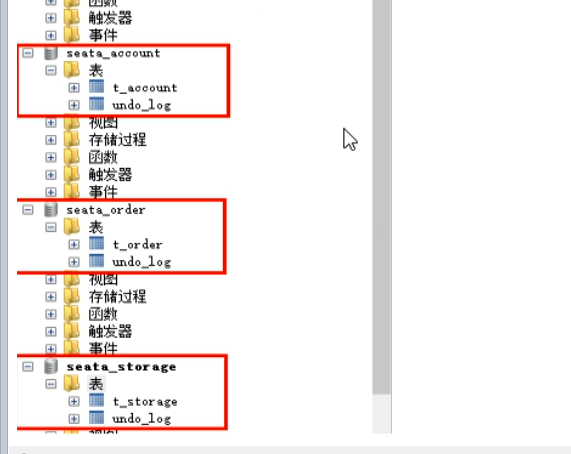 函数
触发器
事件
seata_account
表
t_account
undo_log
视图
存储过程
函数
触发器
事件
seata_order
表
t_order
undo_log
视图
存储过程
函数
触发器
事件
seata_storage
表
t_storage
undo_log
视图